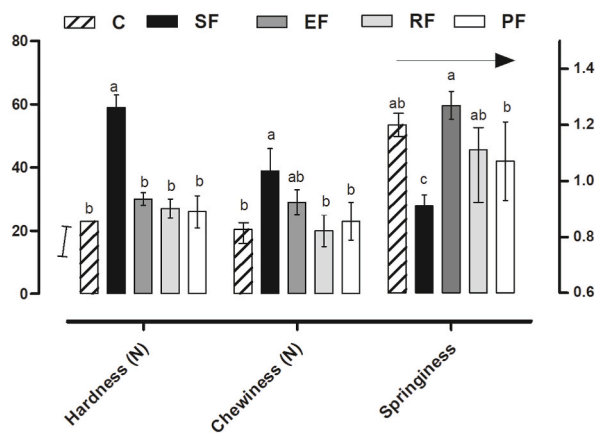 C SF EF RF PF
80
60
40
20
0
a
b
b
b
b
a
ab
b
b
b
ab
a
ab
b
c
1.4
1.2
0.9
0.8
0.6
Hardness (N)
Chewiness (N)
Springiness